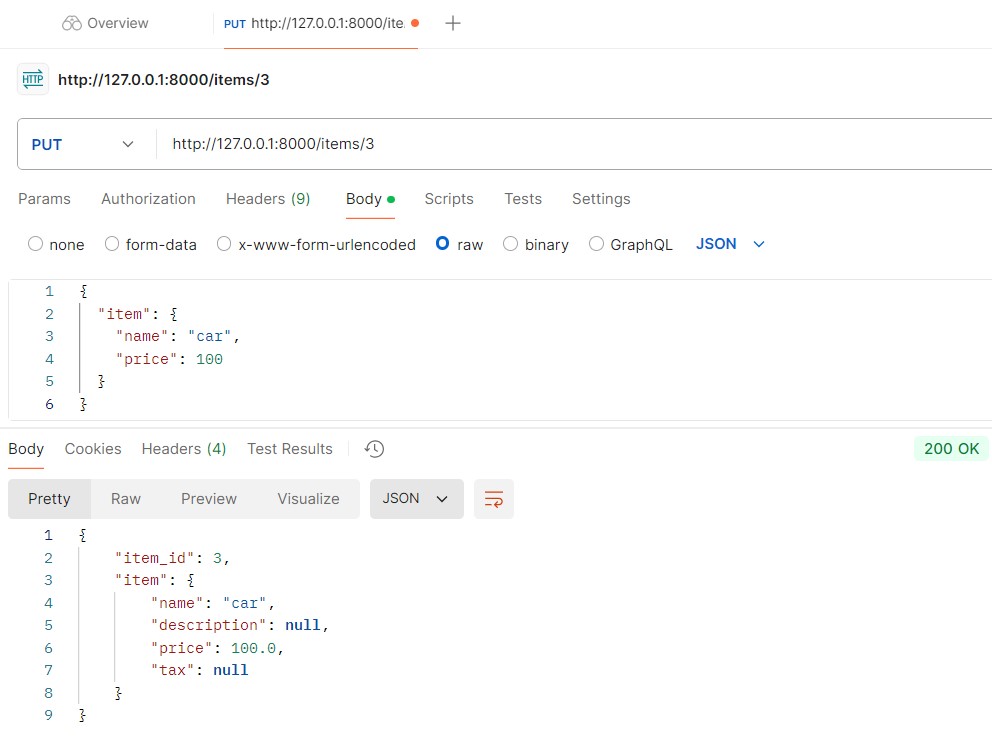 Overview PUT http://127.0.0.1:8000/ite.
HTTP http://127.0.0.1:8000/items/3
PUT http://127.0.0.1:8000/items/3
Params Authorization Headers (9) Body Scripts Tests Settings
none form-data x-www-form-urlencoded raw binary GraphQL JSON
1 {
2 "item": {
3 "name": "car",
4 "price": 100
5 }
6 }
Body Cookies Headers (4) Test Results 200 OK
Pretty Raw Preview Visualize JSON
1 {
2 "item_id": 3,
3 "item": {
4 "name": "car",
5 "description": null,
6 "price": 100.0,
7 "tax": null
8 }
9 }